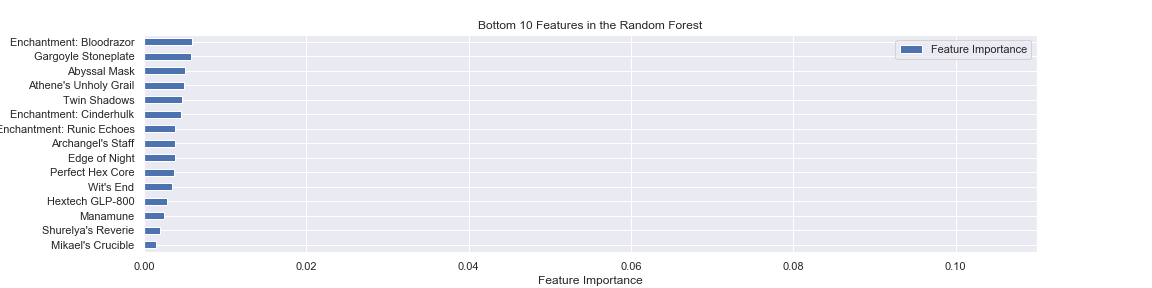 Bottom 10 Features in the Random Forest
Feature Importance
Enchantment: Bloodrazor
Gargoyle Stoneplate
Abyssal Mask
Athene's Unholy Grail
Twin Shadows
Enchantment: Cinderhulk
Enchantment: Runic Echoes
Archangel's Staff
Edge of Night
Perfect Hex Core
Wit's End
Hextech GLP-800
Manamune
Shurelya's Reverie
Mikael's Crucible
0.00 0.02 0.04 0.06 0.08 0.10
Feature Importance